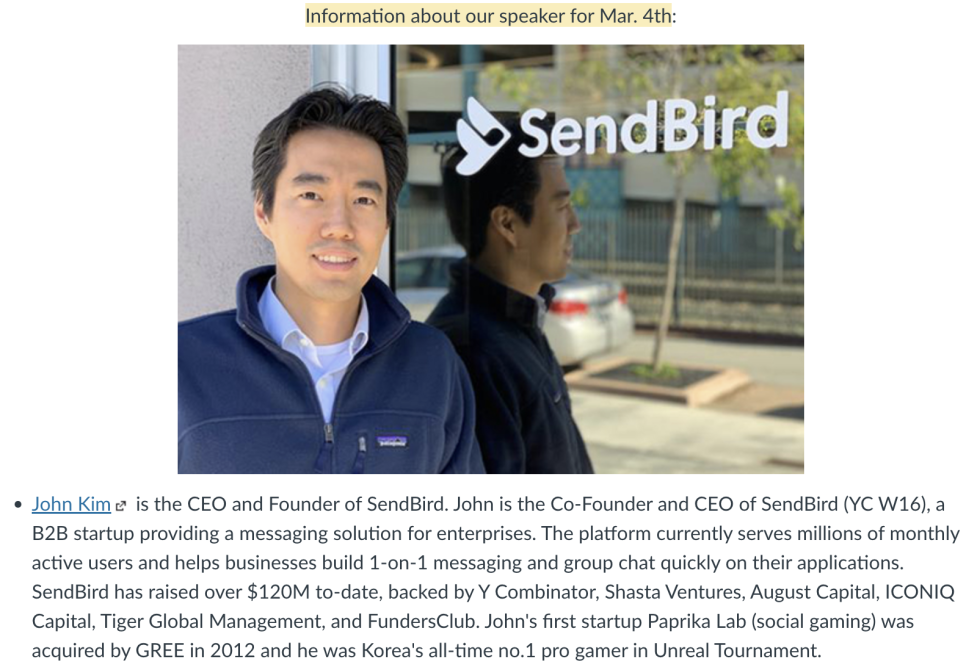 Information about our speaker for Mar. 4th:
SendBird
patagonia
John Kim is the CEO and Founder of SendBird. John is the Co-Founder and CEO of SendBird (YC W16), a
B2B startup providing a messaging solution for enterprises. The platform currently serves millions of monthly
active users and helps businesses build 1-on-1 messaging and group chat quickly on their applications.
SendBird has raised over $120M to-date, backed by Y Combinator, Shasta Ventures, August Capital, ICONIQ
Capital, Tiger Global Management, and FundersClub. John's first startup Paprika Lab (social gaming) was
acquired by GREE in 2012 and he was Korea's all-time no.1 pro gamer in Unreal Tournament.